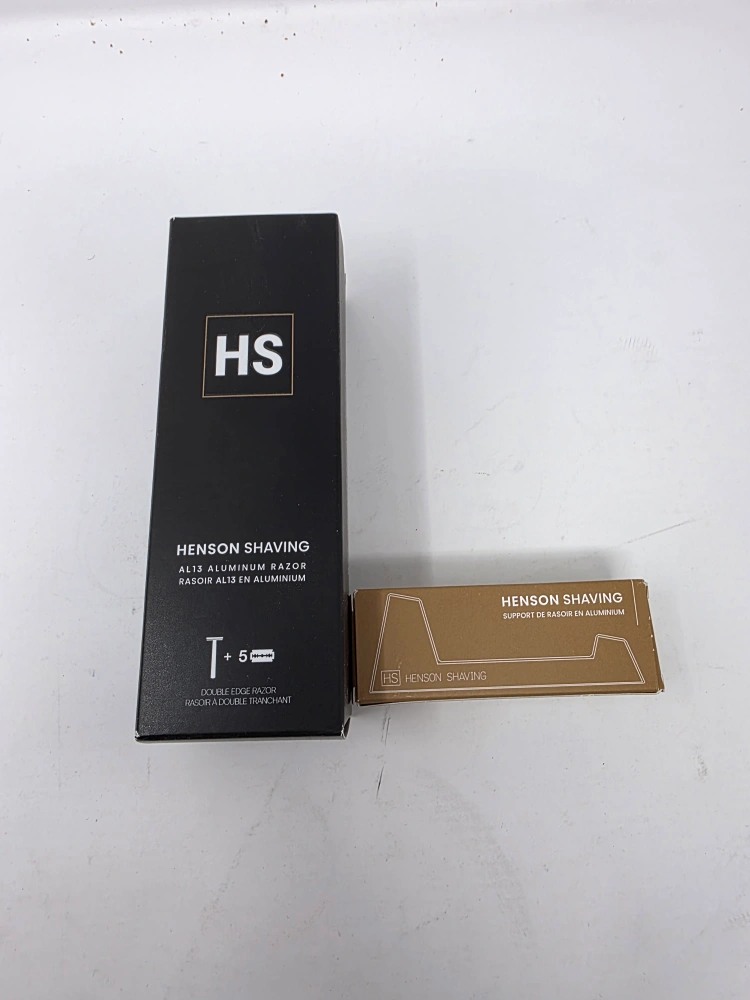 HS
HENSON SHAVING
AL13 ALUMINUM RAZOR
RASOIR AL13 EN ALUMINIUM
+ 5
DOUBLE EDGE RAZOR
RASOIR À DOUBLE TRANCHANT
HENSON SHAVING
SUPPORT DE RASOIR EN ALUMINIUM
HS HENSON SHAVING